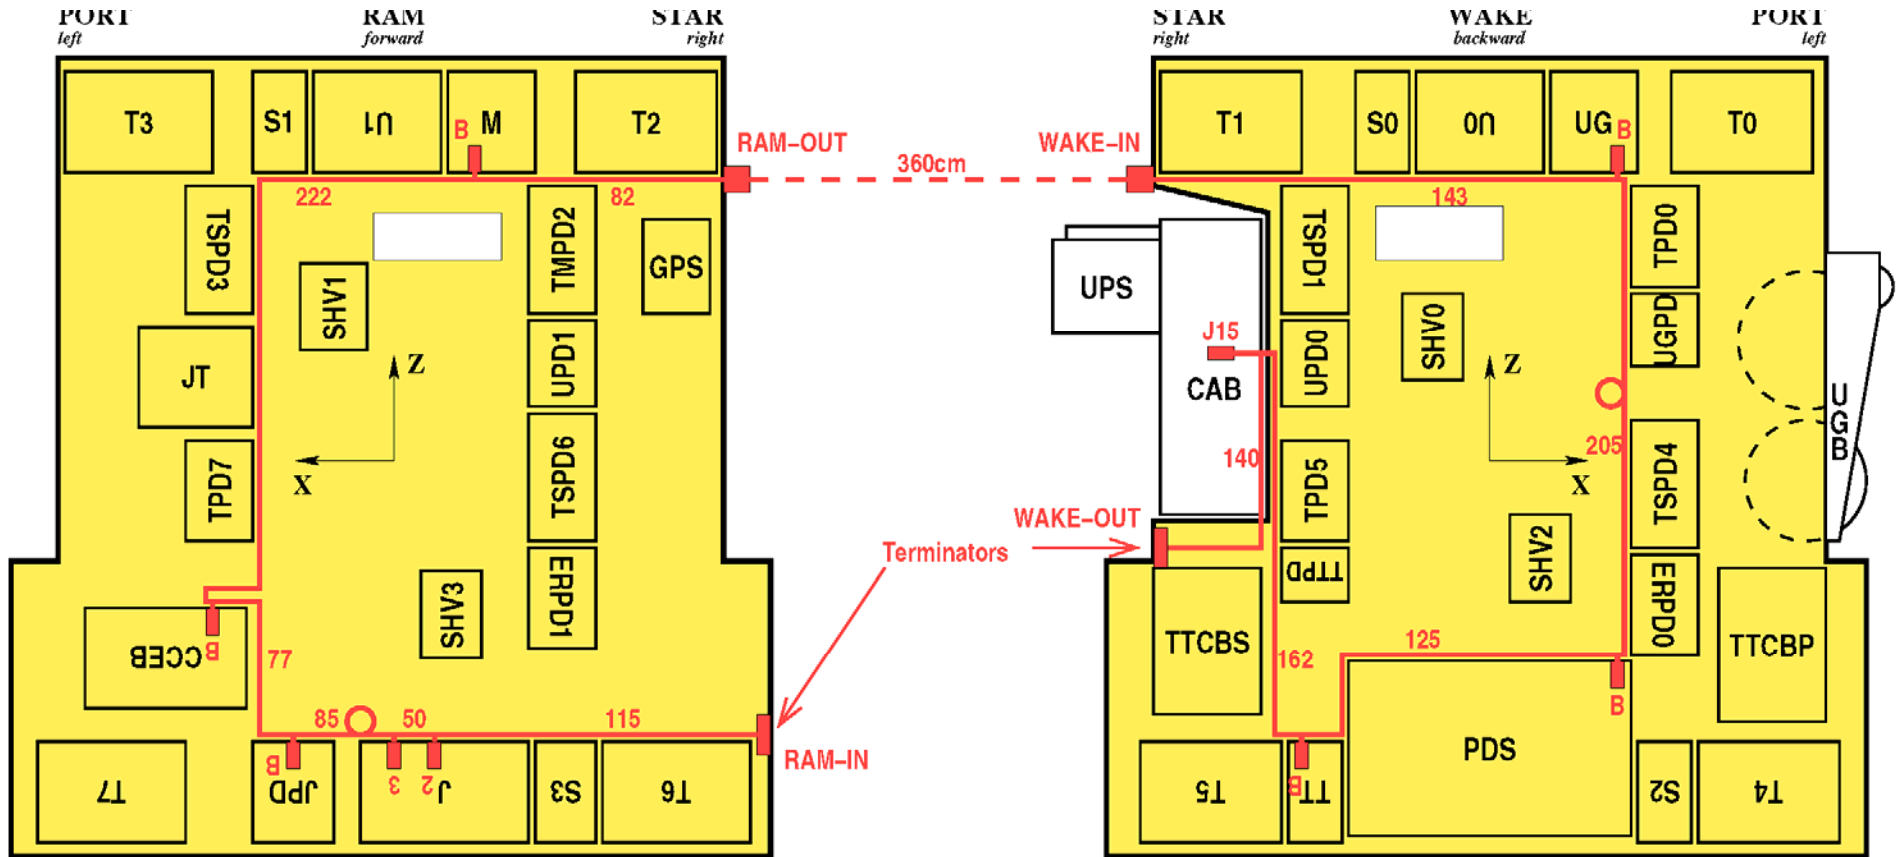 PORT RAM STAR STAR WAKE PORT
left forward right right backward left
T3 S1 U1 M T2 T1 S0 U0 UG T0
B B
RAM-OUT WAKE-IN
360cm
222 82 143
TSPD3 TMPD2 GPS TSPD1 TPD0
SHV1 UPS SHV0 UGPD
J15
JT UPD1 CAB UPD0
Z Z
UGB
X X
TPD7 TSPD6 140 TPD5 205 TSPD4
WAKE-OUT
Terminators
SHV3 ERPD1 TTPD SHV2 ERPD0
CCEB B 77 TTCBS 162 125 TTCBP
B
85 50 115
RAM-IN
PDS
B 3 2 B
T7 JPD J S3 T6 T5 TT S2 T4